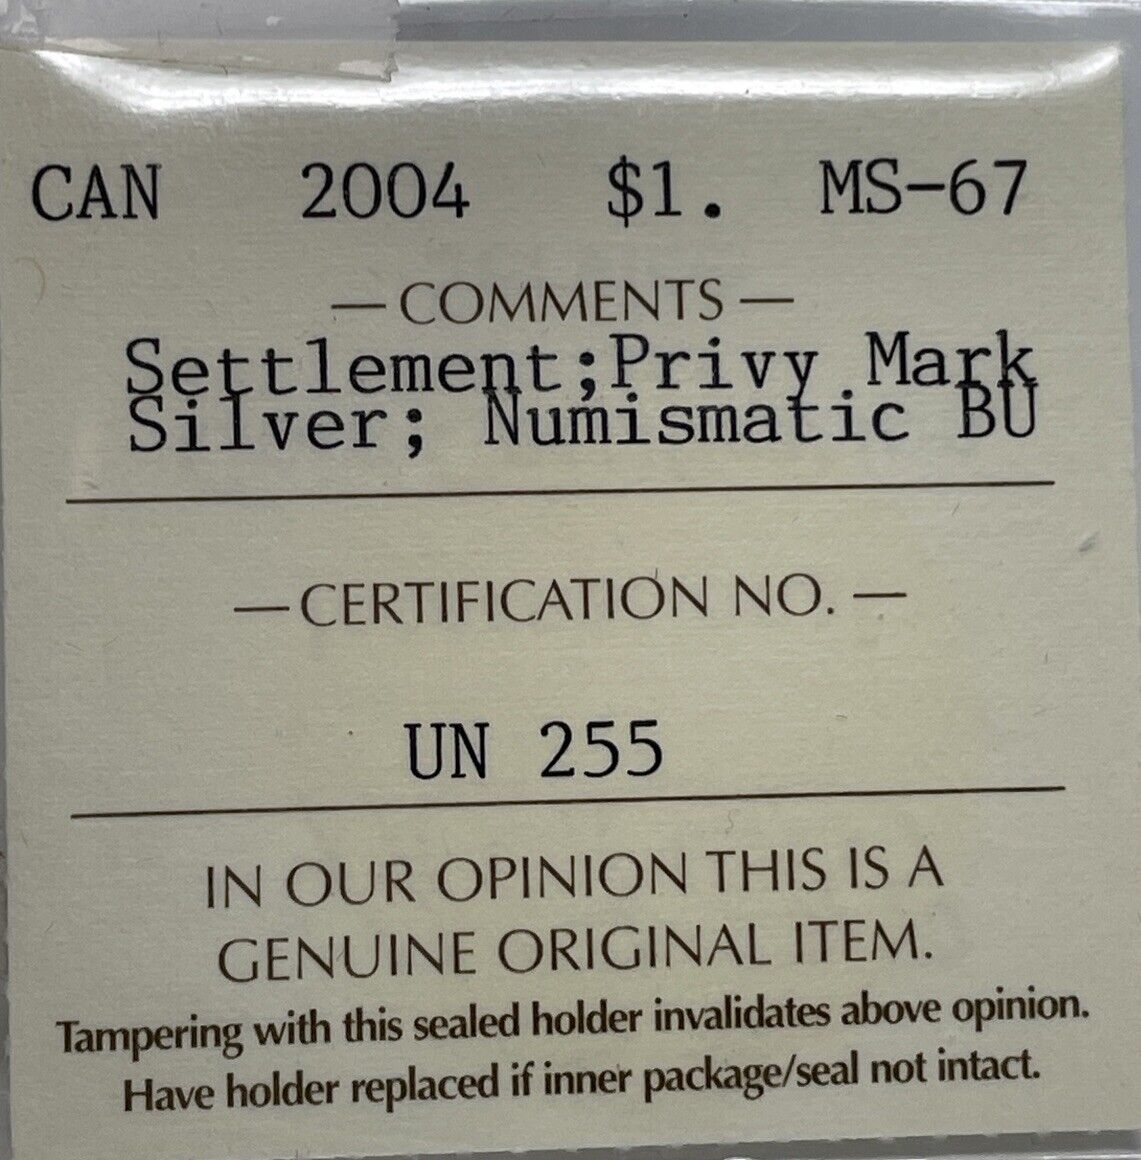 CAN 2004 $1. MS-67
— COMMENTS —
Settlement;Privy Mark
Silver; Numismatic BU
— CERTIFICATION NO. —
UN 255
IN OUR OPINION THIS IS A
GENUINE ORIGINAL ITEM.
Tampering with this sealed holder invalidates above opinion.
Have holder replaced if inner package/seal not intact.